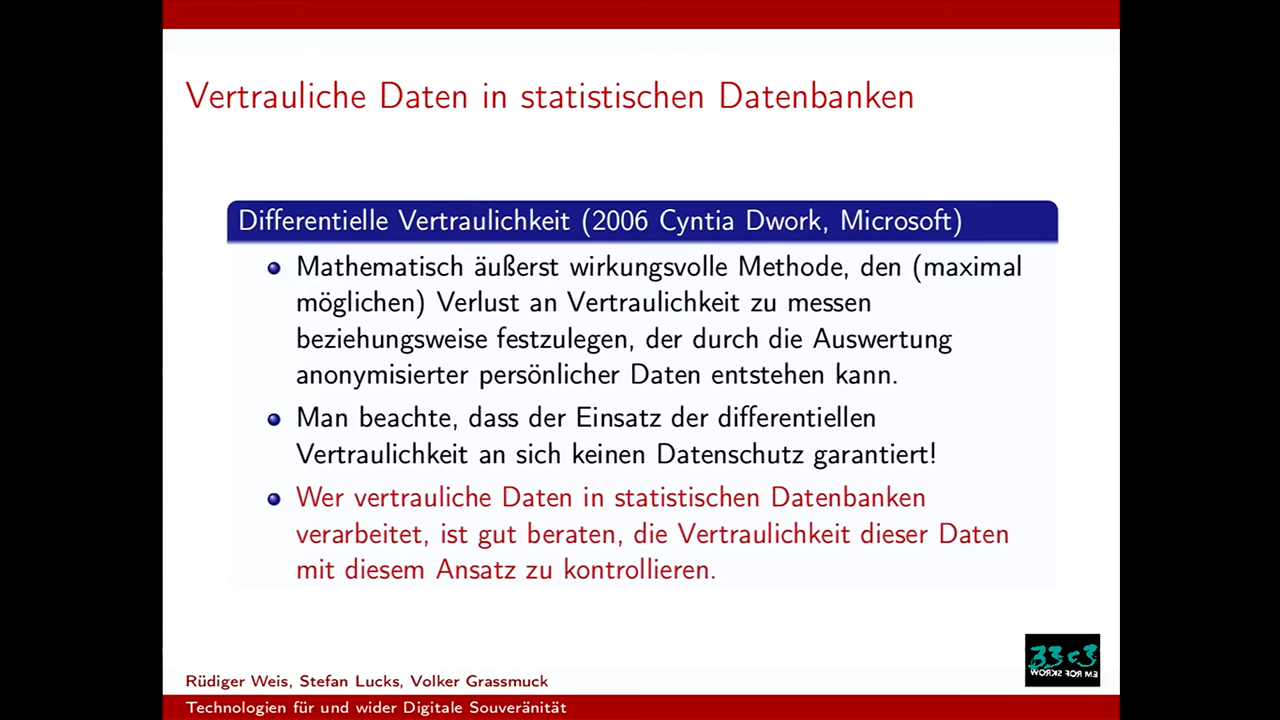 Vertrauliche Daten in statistischen Datenbanken
Differentielle Vertraulichkeit (2006 Cyntia Dwork, Microsoft)
Mathematisch äußerst wirkungsvolle Methode, den (maximal
möglichen) Verlust an Vertraulichkeit zu messen
beziehungsweise festzulegen, der durch die Auswertung
anonymisierter persönlicher Daten entstehen kann.
Man beachte, dass der Einsatz der differentiellen
Vertraulichkeit an sich keinen Datenschutz garantiert!
Wer vertrauliche Daten in statistischen Datenbanken
verarbeitet, ist gut beraten, die Vertraulichkeit dieser Daten
mit diesem Ansatz zu kontrollieren.
33c3
WORKS FOR ME
Rüdiger Weis, Stefan Lucks, Volker Grassmuck
Technologien für und wider Digitale Souveränität